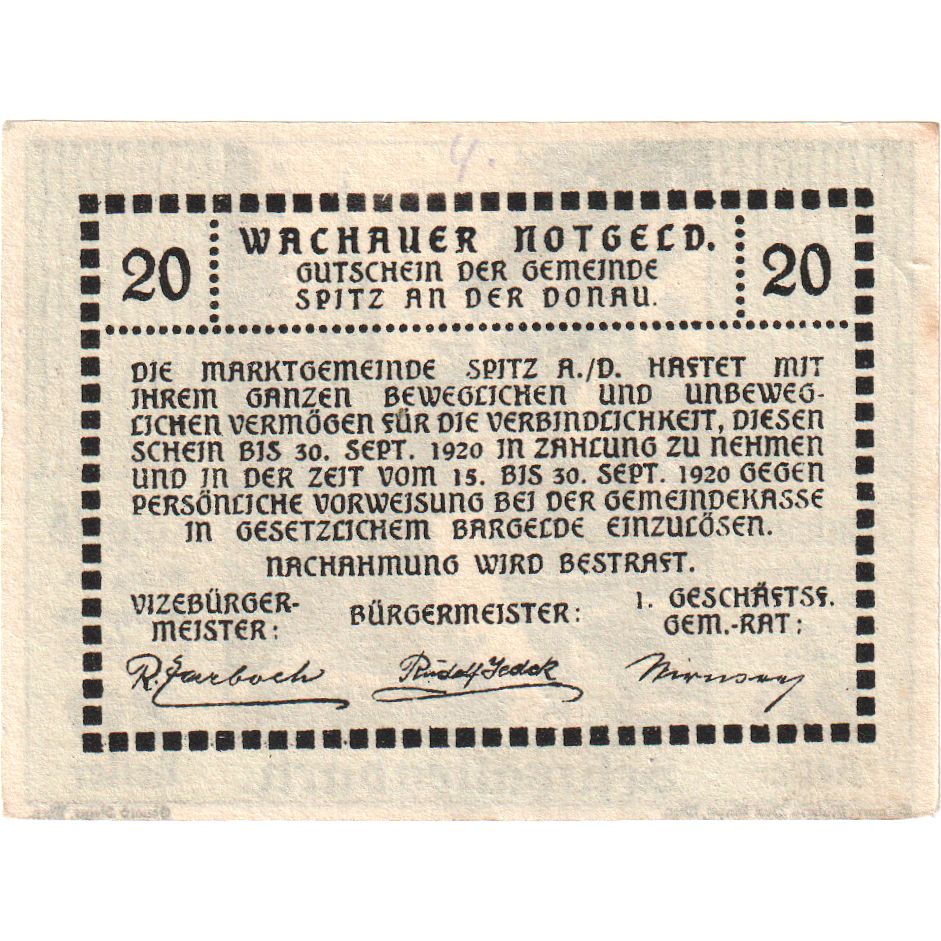 4.
20 WACHAUER NOTGELD. 20
GUTSCHEIN DER GEMEINDE
SPITZ AN DER DONAU.
DIE MARKTGEMEINDE SPITZ A./D. HAFTET MIT
IHREM GANZEN BEWEGLICHEN UND UNBEWEG-
LICHEN VERMÖGEN FÜR DIE VERBINDLICHKEIT, DIESEN
SCHEIN BIS 30. SEPT. 1920 IN ZAHLUNG ZU NEHMEN
UND IN DER ZEIT VOM 15. BIS 30. SEPT. 1920 GEGEN
PERSÖNLICHE VORWEISUNG BEI DER GEMEINDEKASSE
IN GESETZLICHEM BARGELDE EINZULÖSEN.
NACHAHMUNG WIRD BESTRAFT.
VIZEBÜRGER-
MEISTER:
BÜRGERMEISTER:
1. GESCHÄFTSF.
GEM.-RAT:
Rudolf